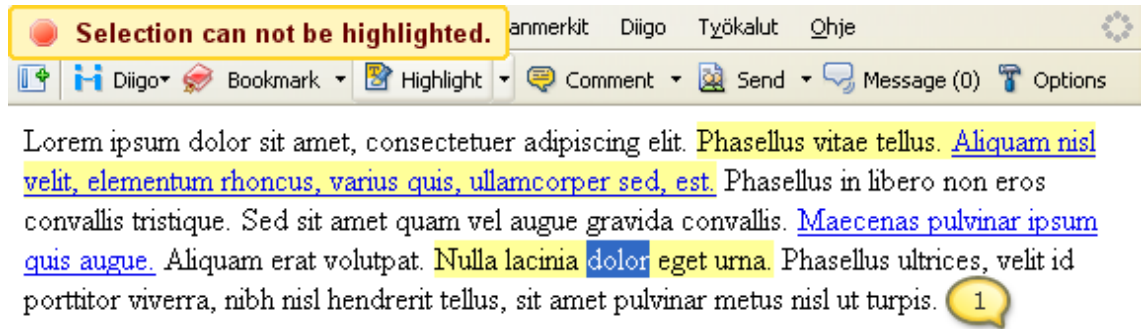 Selection can not be highlighted. anmerkit Diigo Työkalut Ohje
Diigo Bookmark Highlight Comment Send Message (0) Options
Lorem ipsum dolor sit amet, consectetuer adipiscing elit. Phasellus vitae tellus. Aliquam nisl
velit, elementum rhoncus, varius quis, ullamcorper sed, est. Phasellus in libero non eros
convallis tristique. Sed sit amet quam vel augue gravida convallis. Maecenas pulvinar ipsum
quis augue. Aliquam erat volutpat. Nulla lacinia dolor eget urna. Phasellus ultrices, velit id
porttitor viverra, nibh nisl hendrerit tellus, sit amet pulvinar metus nisl ut turpis. 1